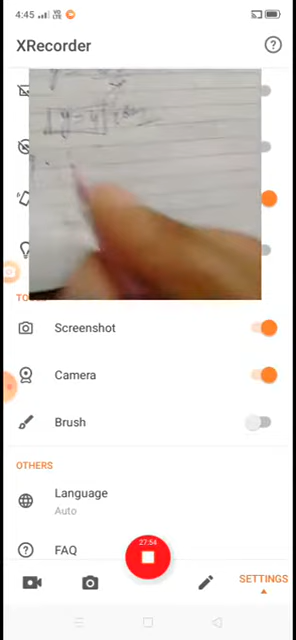 4:45
XRecorder
Screenshot
Camera
Brush
OTHERS
Language
Auto
FAQ
27:54
SETTINGS